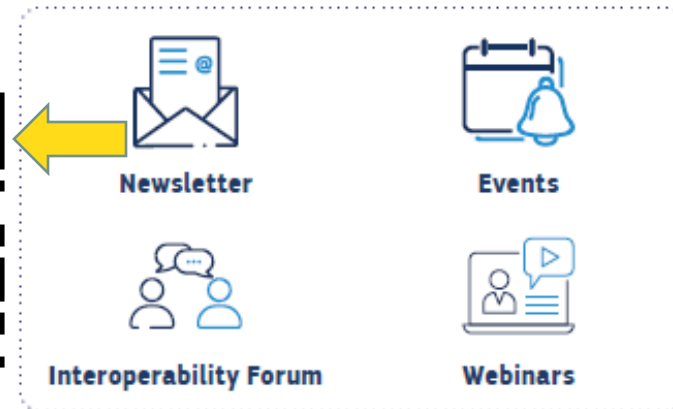 @
Newsletter
Events
Interoperability Forum
Webinars